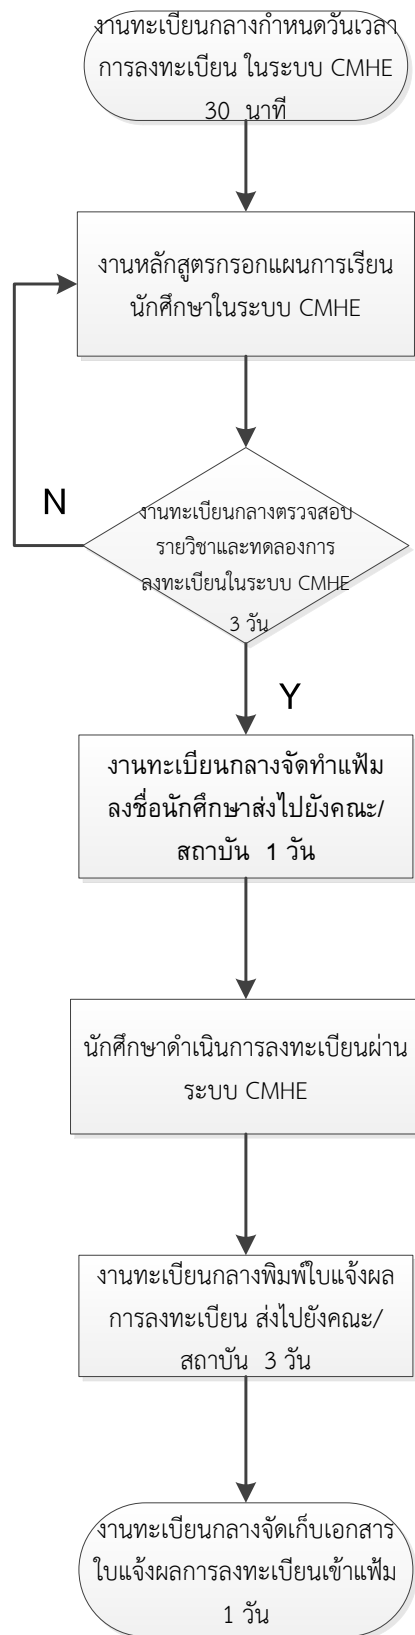 งานทะเบียนกลางกำหนดวันเวลา
การลงทะเบียน ในระบบ CMHE
30 นาที
งานหลักสูตรกรอกแผนการเรียน
นักศึกษาในระบบ CMHE
N
งานทะเบียนกลางตรวจสอบ
รายวิชาและทดลองการ
ลงทะเบียนในระบบ CMHE
3 วัน
Y
งานทะเบียนกลางจัดทำแฟ้ม
ลงชื่อนักศึกษาส่งไปยังคณะ/
สถาบัน 1 วัน
นักศึกษาดำเนินการลงทะเบียนผ่าน
ระบบ CMHE
งานทะเบียนกลางพิมพ์ใบแจ้งผล
การลงทะเบียน ส่งไปยังคณะ/
สถาบัน 3 วัน
งานทะเบียนกลางจัดเก็บเอกสาร
ใบแจ้งผลการลงทะเบียนเข้าแฟ้ม
1 วัน